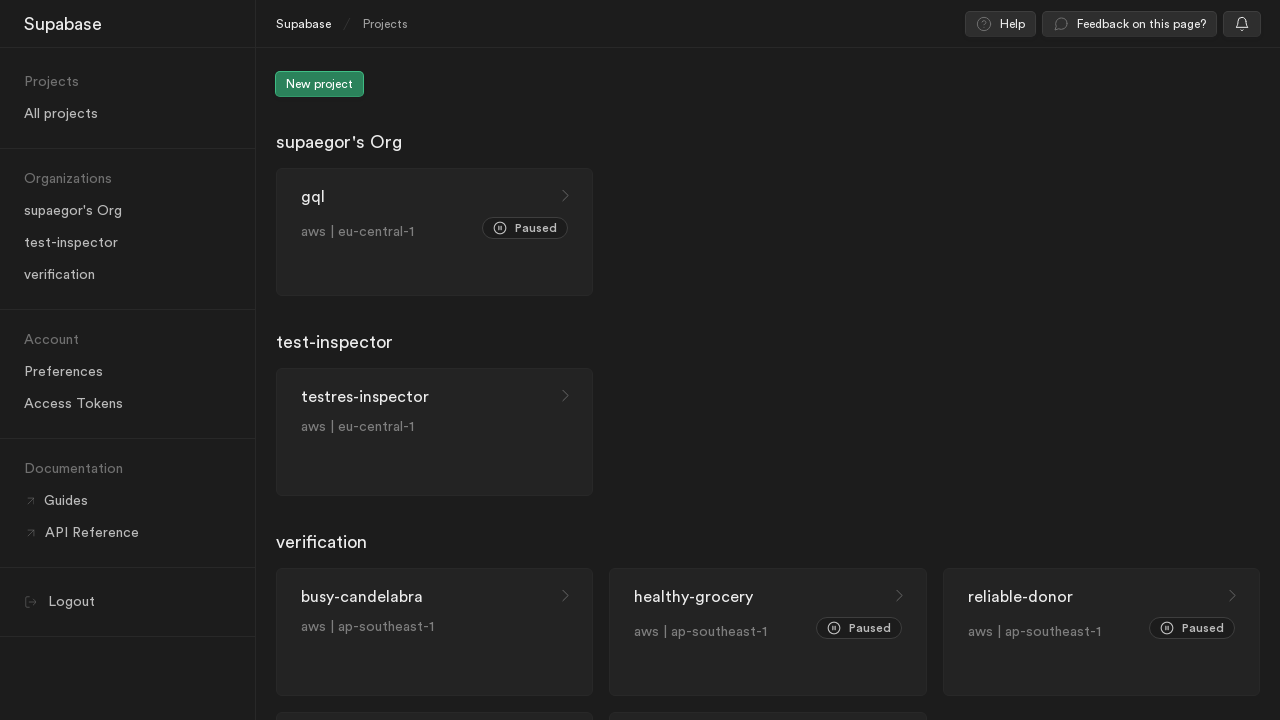 Supabase
Projects
All projects
Organizations
supaegor's Org
test-inspector
verification
Account
Preferences
Access Tokens
Documentation
Guides
API Reference
Logout
Supabase / Projects
Help
Feedback on this page?
New project
supaegor's Org
gql
aws | eu-central-1
Paused
test-inspector
testres-inspector
aws | eu-central-1
verification
busy-candelabra
aws | ap-southeast-1
healthy-grocery
aws | ap-southeast-1
Paused
reliable-donor
aws | ap-southeast-1
Paused